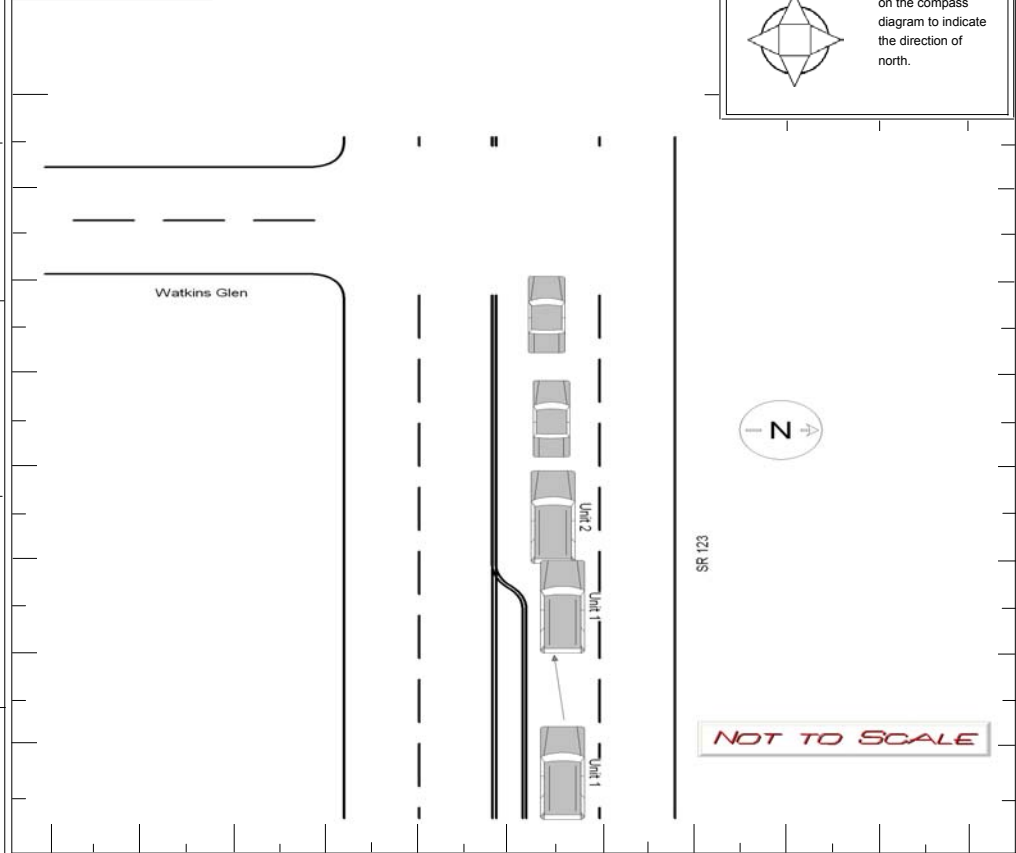 on the compass
diagram to indicate
the direction of
north.
Watkins Glen
N
Unit 2
SR 123
Unit 1
NOT TO SCALE
Unit 1